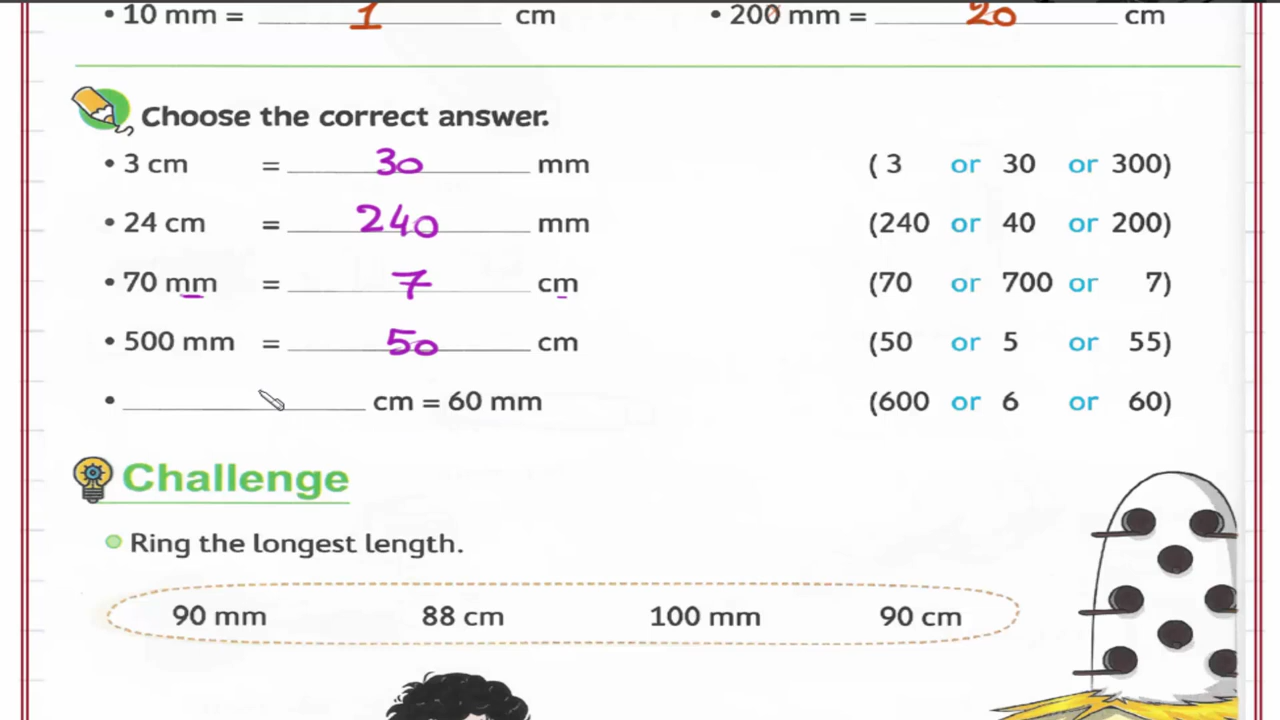 • 10 mm = 1 cm • 200 mm = 20 cm
Choose the correct answer.
• 3 cm = 30 mm ( 3 or 30 or 300)
• 24 cm = 240 mm (240 or 40 or 200)
• 70 mm = 7 cm (70 or 700 or 7)
• 500 mm = 50 cm (50 or 5 or 55)
• ____________ cm = 60 mm (600 or 6 or 60)
Challenge
Ring the longest length.
90 mm 88 cm 100 mm 90 cm